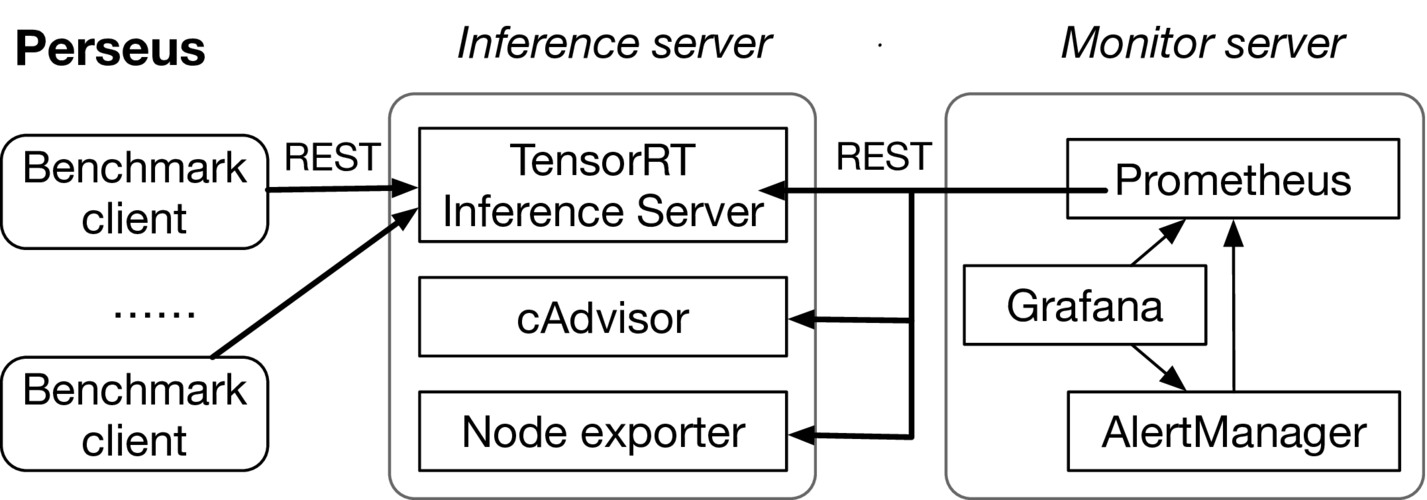 Perseus
Inference server
Monitor server
Benchmark
client
REST
TensorRT
Inference Server
REST
Prometheus
cAdvisor
Grafana
......
Benchmark
client
Node exporter
AlertManager